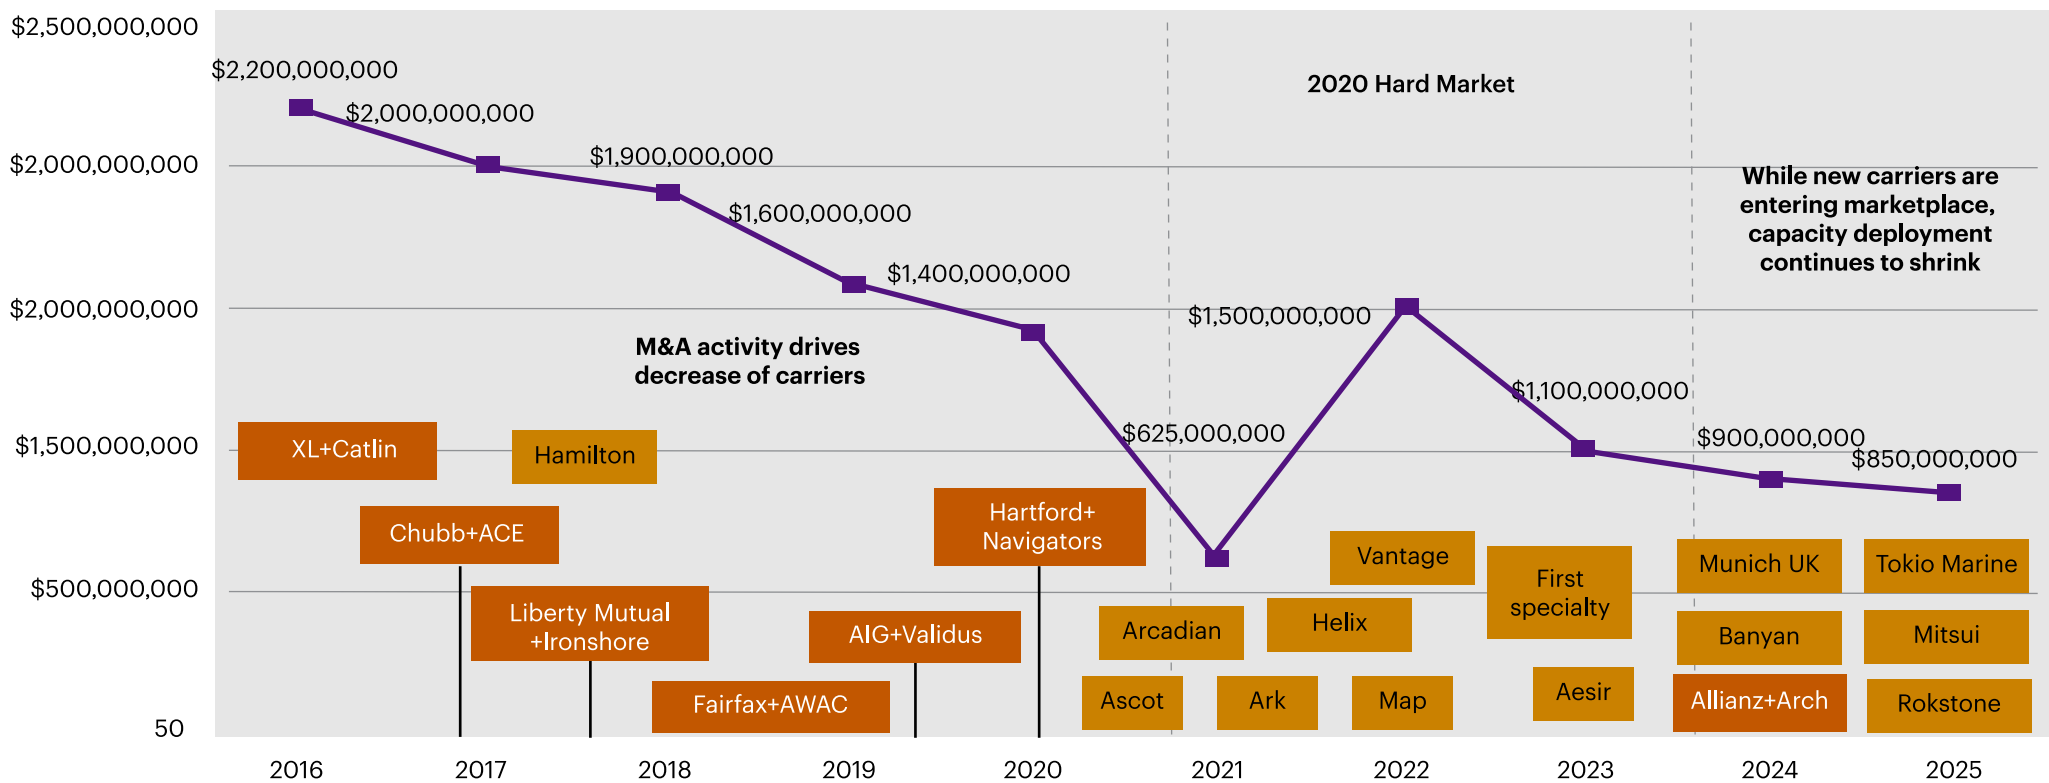 $2,500,000,000
$2,000,000,000
$2,000,000,000
$1,500,000,000
$500,000,000
50
$2,200,000,000
$2,000,000,000
$1,900,000,000
$1,600,000,000
$1,400,000,000
$625,000,000
$1,500,000,000
$1,100,000,000
$900,000,000
$850,000,000
2020 Hard Market
While new carriers are
entering marketplace,
capacity deployment
continues to shrink
M&A activity drives
decrease of carriers
XL+Catlin
Hamilton
Chubb+ACE
Liberty Mutual
+Ironshore
Fairfax+AWAC
AIG+Validus
Hartford+
Navigators
Arcadian
Ascot
Helix
Ark
Vantage
Map
First
specialty
Aesir
Munich UK
Banyan
Allianz+Arch
Tokio Marine
Mitsui
Rokstone
2016
2017
2018
2019
2020
2021
2022
2023
2024
2025